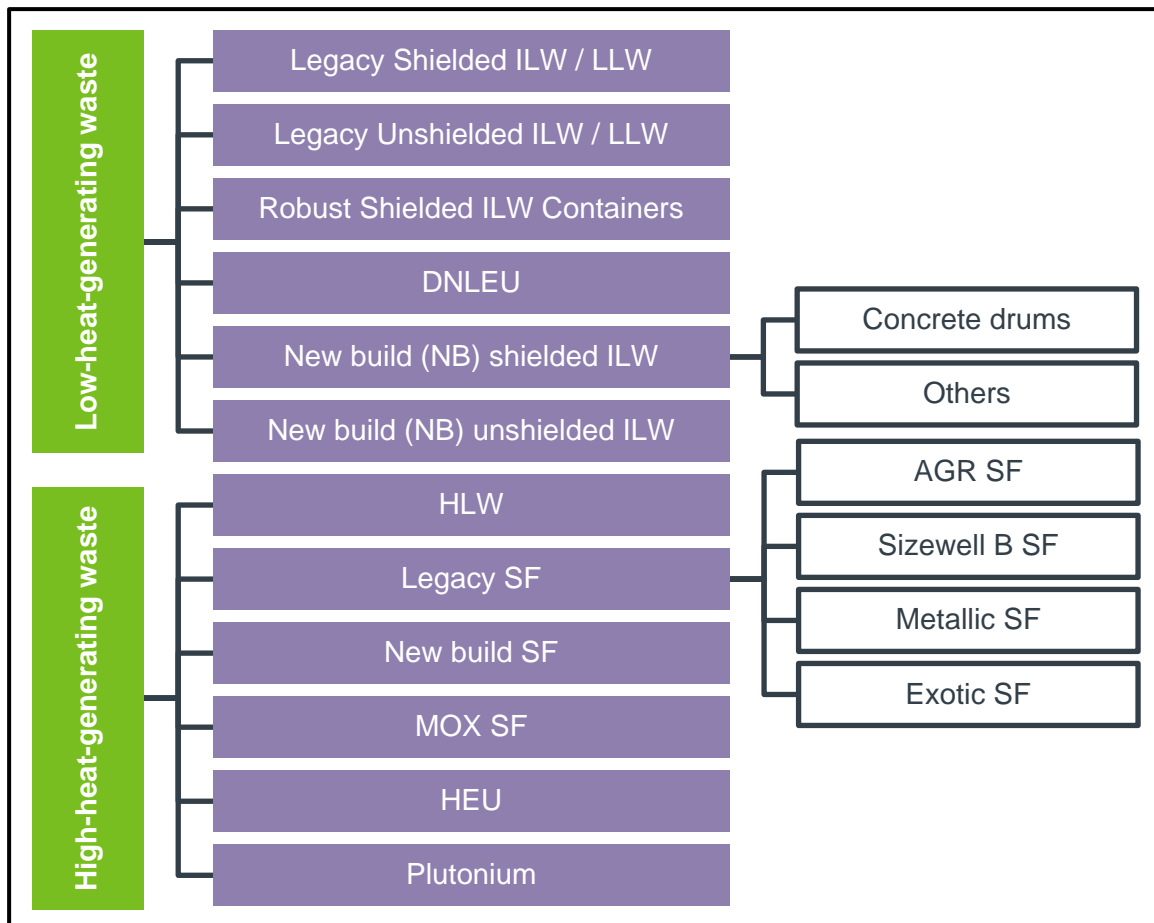 Low-heat-generating waste
Legacy Shielded ILW / LLW
Legacy Unshielded ILW / LLW
Robust Shielded ILW Containers
DNLEU
New build (NB) shielded ILW
Concrete drums
Others
New build (NB) unshielded ILW
High-heat-generating waste
HLW
Legacy SF
AGR SF
Sizewell B SF
Metallic SF
Exotic SF
New build SF
MOX SF
HEU
Plutonium